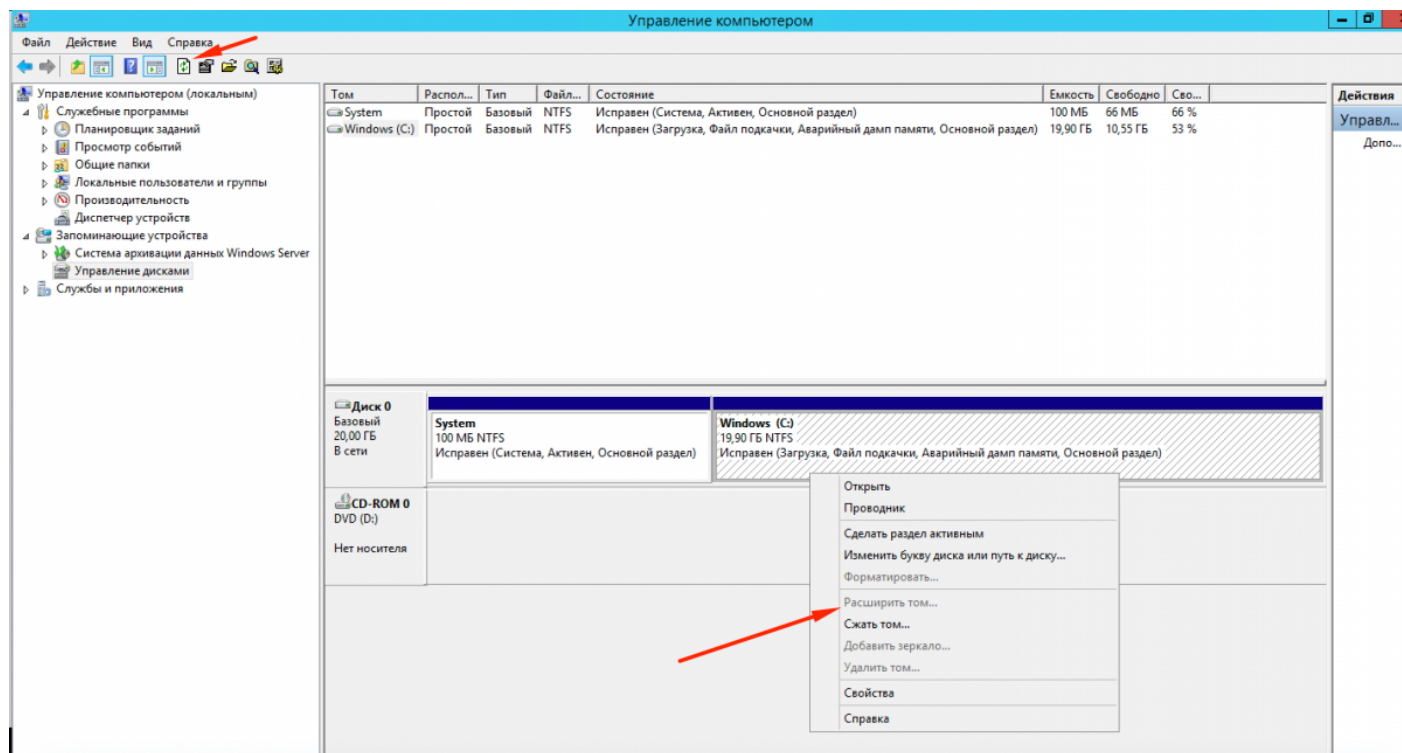 Управление компьютером
Файл Действие Вид Справка
Управление компьютером (локальным)
Служебные программы
Планировщик заданий
Просмотр событий
Общие папки
Локальные пользователи и группы
Производительность
Диспетчер устройств
Запоминающие устройства
Система архивации данных Windows Server
Управление дисками
Службы и приложения
Том Распол... Тип Файл... Состояние Емкость Свободно Сво...
System Простой Базовый NTFS Исправен (Система, Активен, Основной раздел) 100 МБ 66 МБ 66 %
Windows (C:) Простой Базовый NTFS Исправен (Загрузка, Файл подкачки, Аварийный дамп памяти, Основной раздел) 19,90 ГБ 10,55 ГБ 53 %
Действия
Управл...
Допо...
Диск 0
Базовый
20,00 ГБ
В сети
System
100 МБ NTFS
Исправен (Система, Активен, Основной раздел)
Windows (C:)
19,90 ГБ NTFS
Исправен (Загрузка, Файл подкачки, Аварийный дамп памяти, Основной раздел)
CD-ROM 0
DVD (D:)
Нет носителя
Открыть
Проводник
Сделать раздел активным
Изменить букву диска или путь к диску...
Форматировать...
Расширить том...
Сжать том...
Добавить зеркало...
Удалить том...
Свойства
Справка